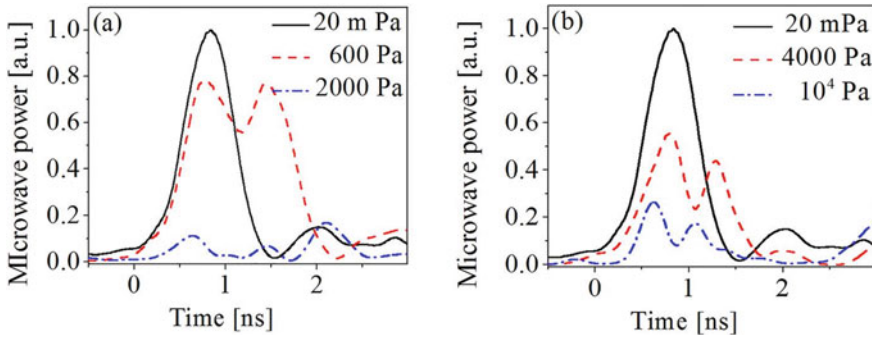 (a)
20 m Pa
600 Pa
2000 Pa
MIcrowave power [a.u.]
1.0
0.8
0.6
0.4
0.2
0.0
0 1 2
Time [ns]
(b)
20 mPa
4000 Pa
10⁴ Pa
Microwave power [a.u.]
1.0
0.8
0.6
0.4
0.2
0.0
0 1 2
Time [ns]